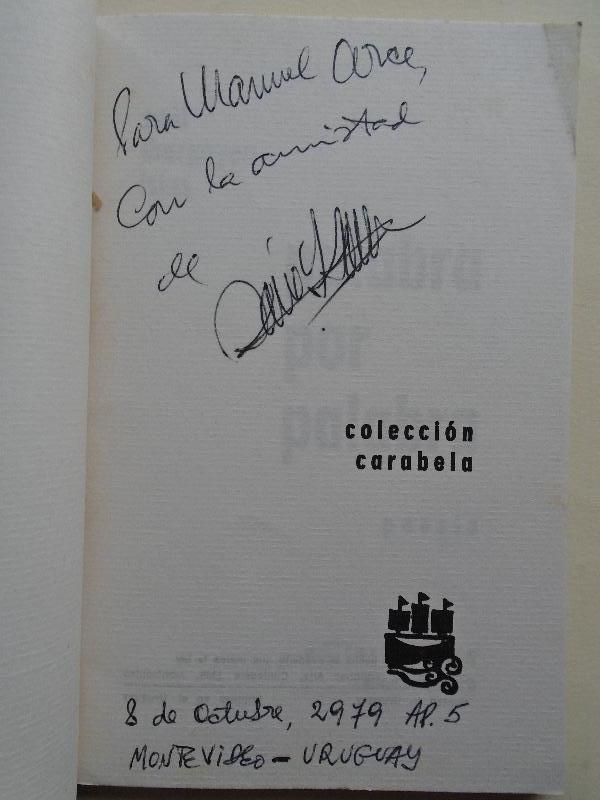 Para Manuel Arce,
Con la amistad
de
colección
carabela
8 de Octubre, 2979 AP. 5
MONTEVIDEO – URUGUAY